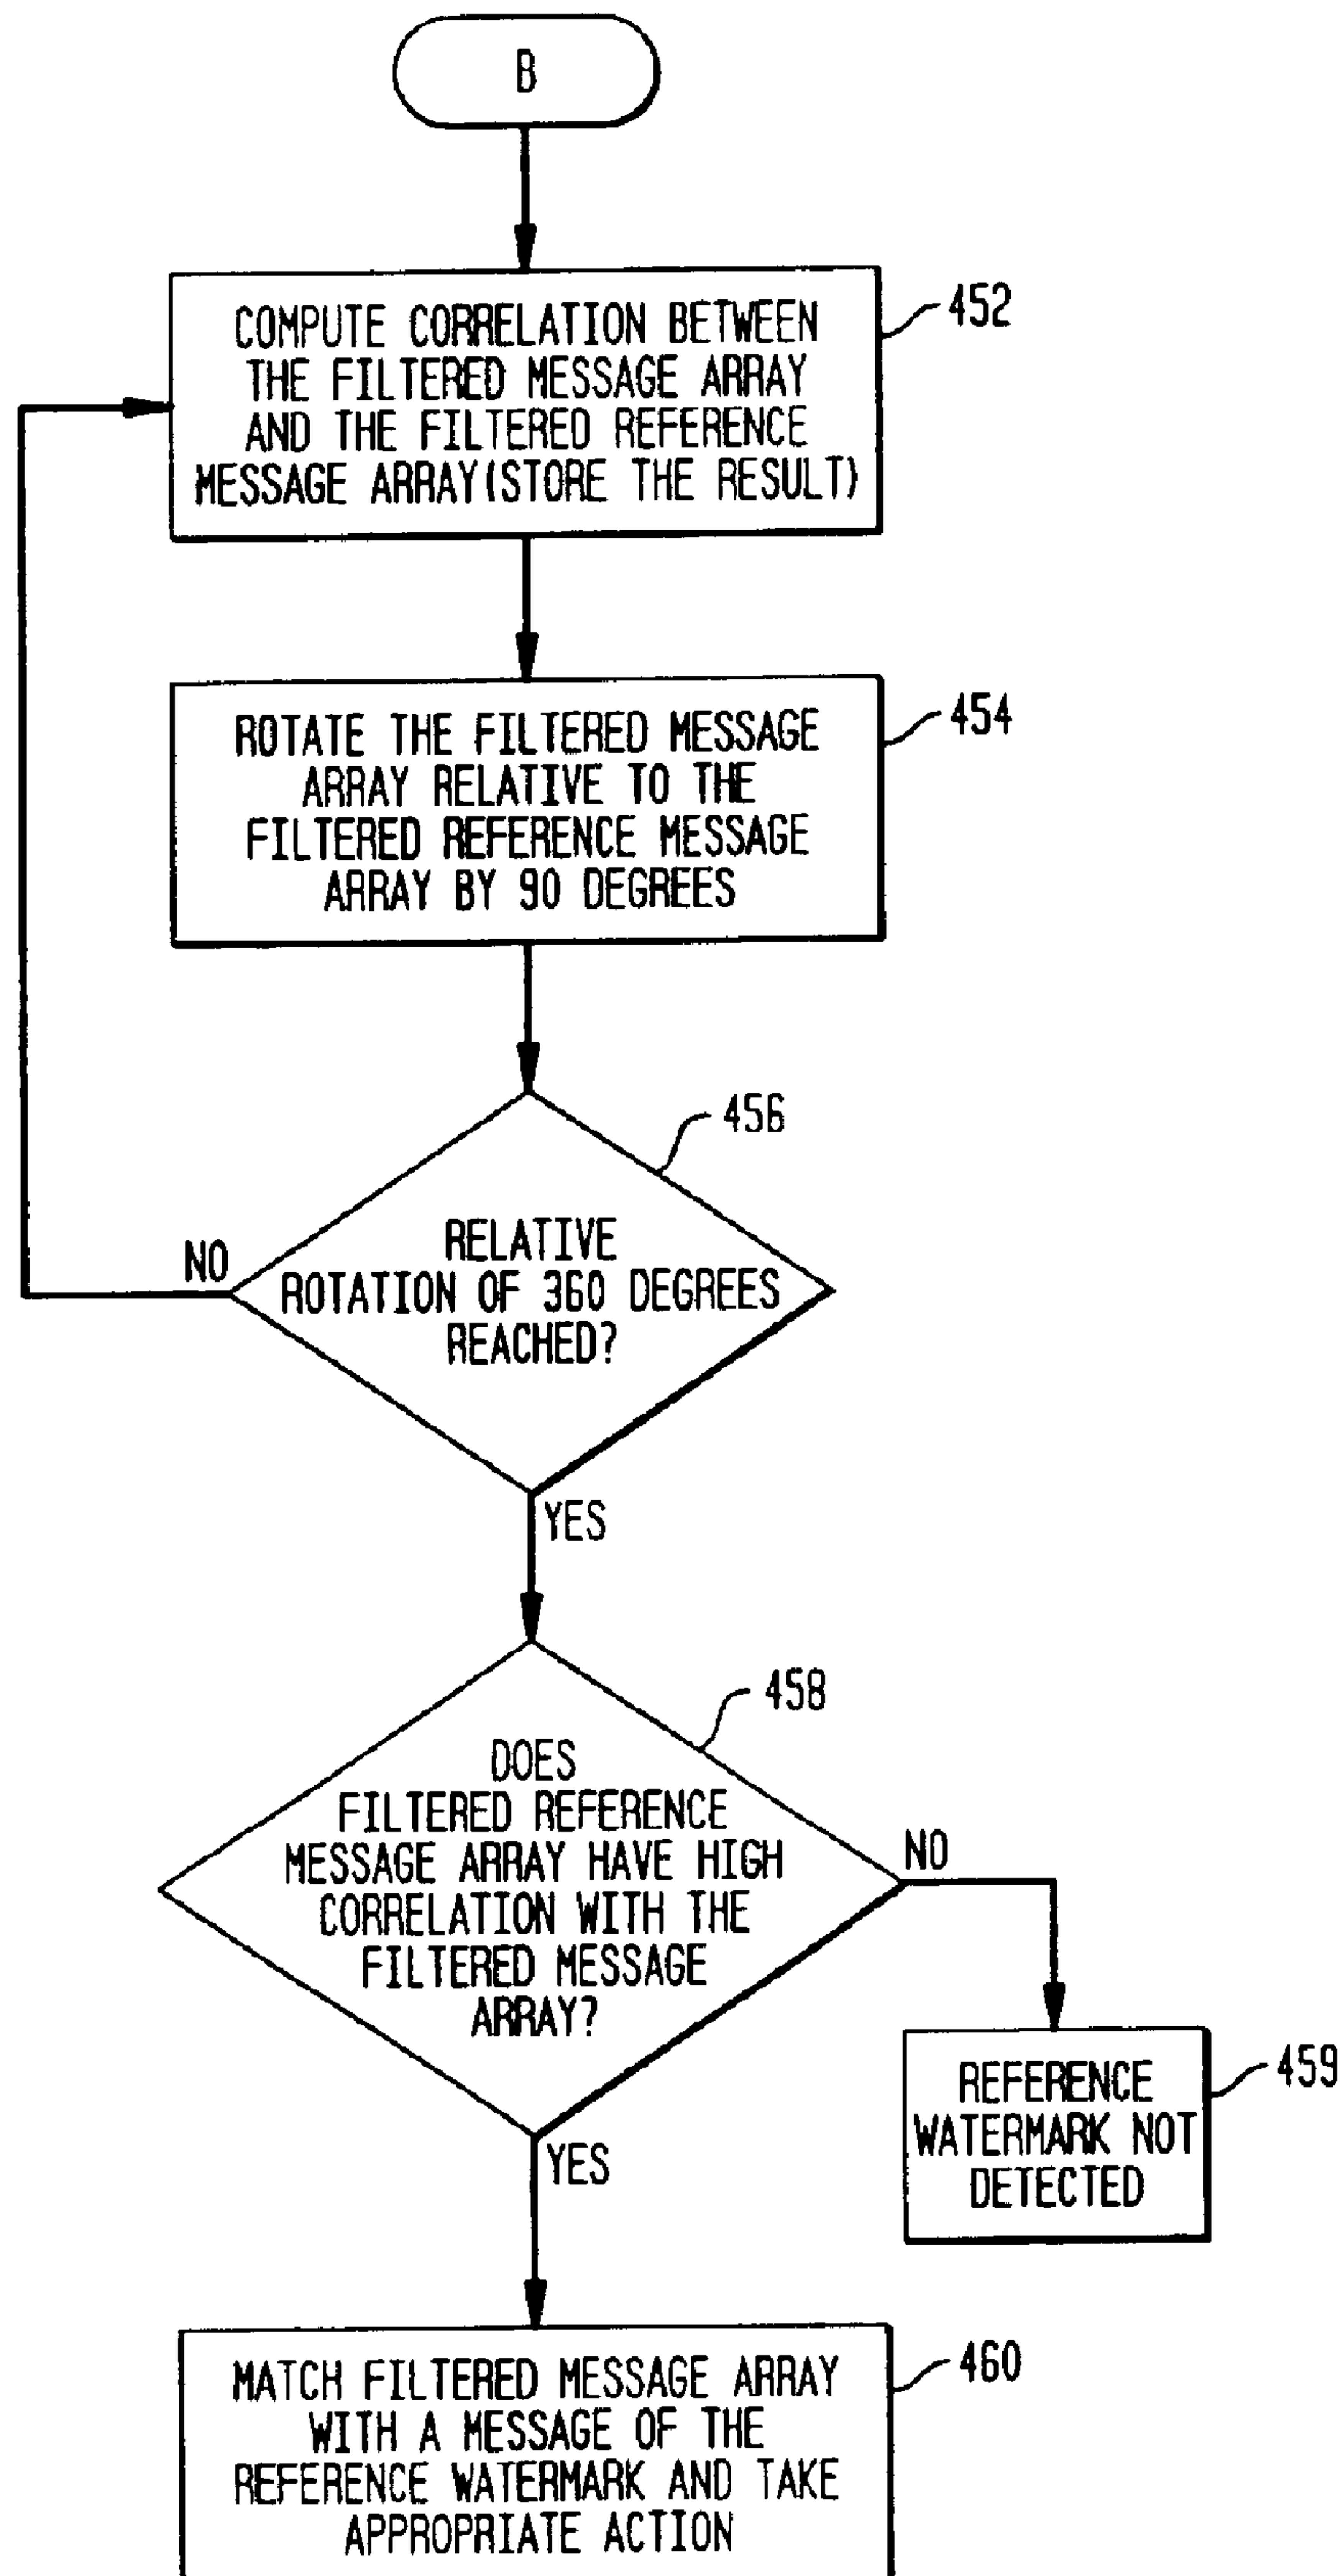 B
COMPUTE CORRELATION BETWEEN
THE FILTERED MESSAGE ARRAY
AND THE FILTERED REFERENCE
MESSAGE ARRAY(STORE THE RESULT)
452
ROTATE THE FILTERED MESSAGE
ARRAY RELATIVE TO THE
FILTERED REFERENCE MESSAGE
ARRAY BY 90 DEGREES
454
456
RELATIVE
ROTATION OF 360 DEGREES
REACHED?
NO
YES
458
DOES
FILTERED REFERENCE
MESSAGE ARRAY HAVE HIGH
CORRELATION WITH THE
FILTERED MESSAGE
ARRAY?
NO
YES
REFERENCE
WATERMARK NOT
DETECTED
459
MATCH FILTERED MESSAGE ARRAY
WITH A MESSAGE OF THE
REFERENCE WATERMARK AND TAKE
APPROPRIATE ACTION
460